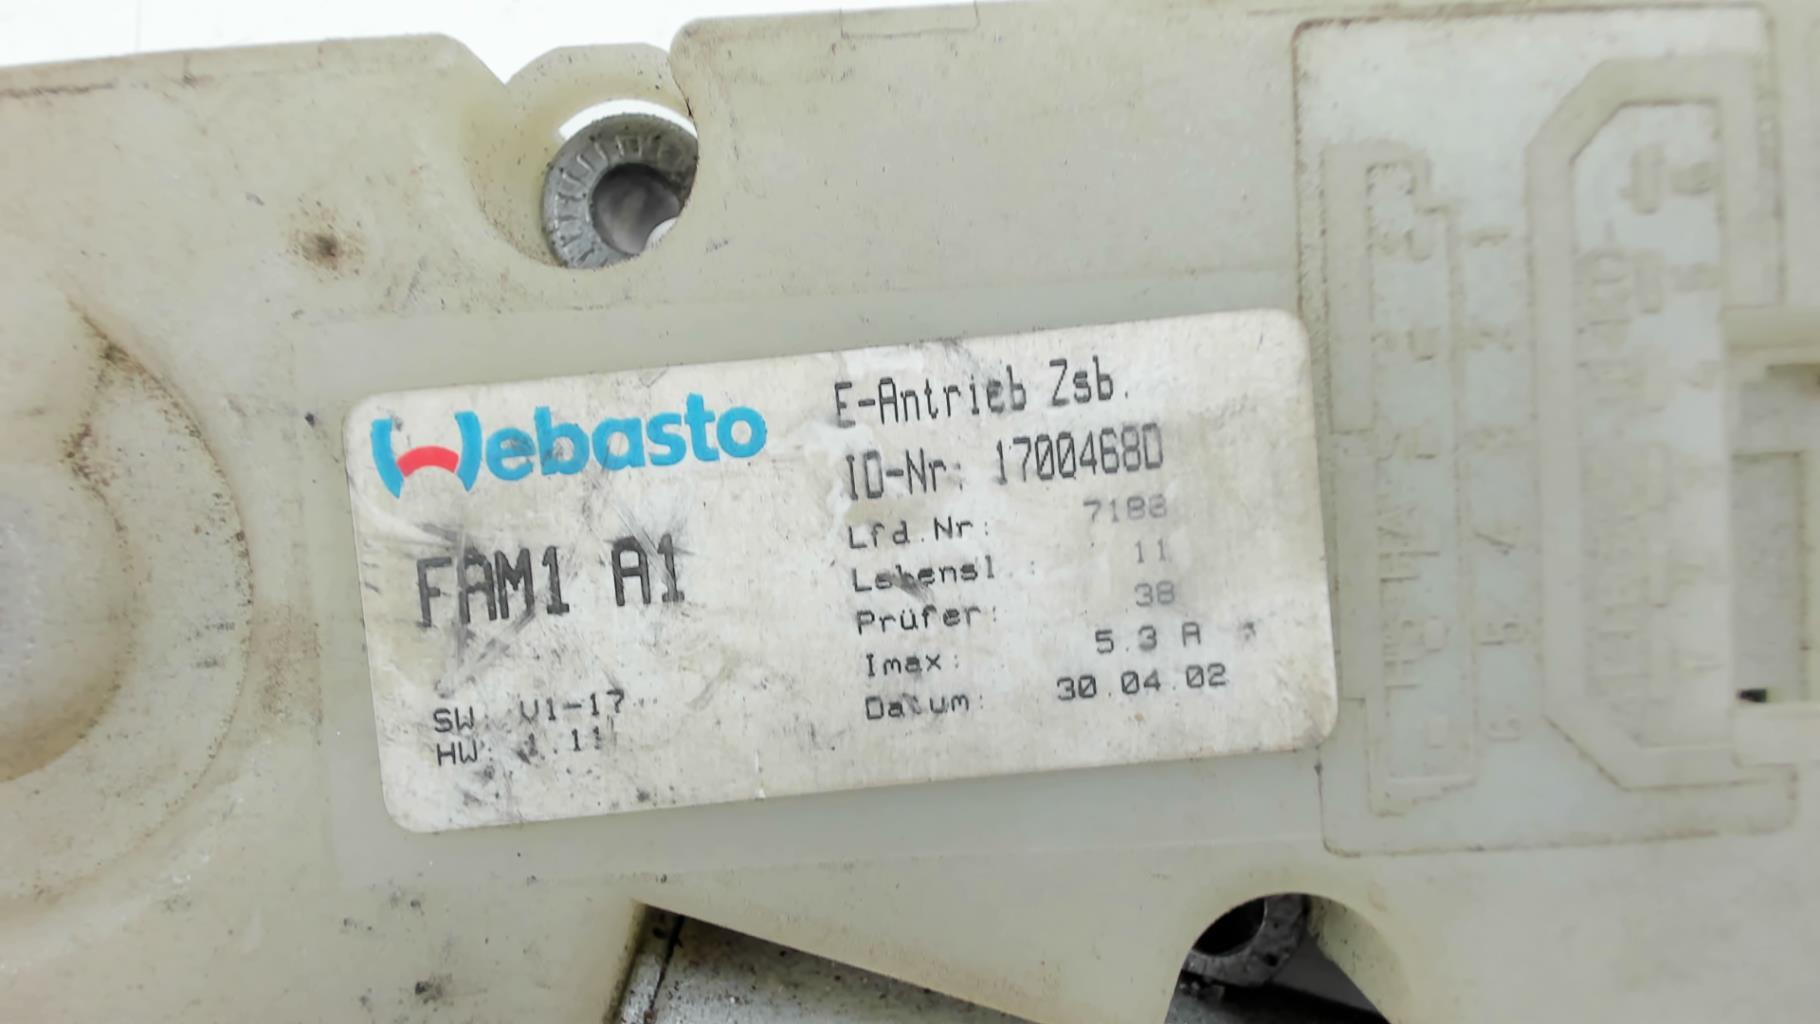 Webasto
FAM1 A1
SW: V1-17
HW: 1.11
E-Antrieb Zsb.
ID-Nr: 1700468D
Lfd.Nr: 7188
Lebensl.: 11
Prüfer: 38
Imax: 5.3 A
Datum: 30.04.02